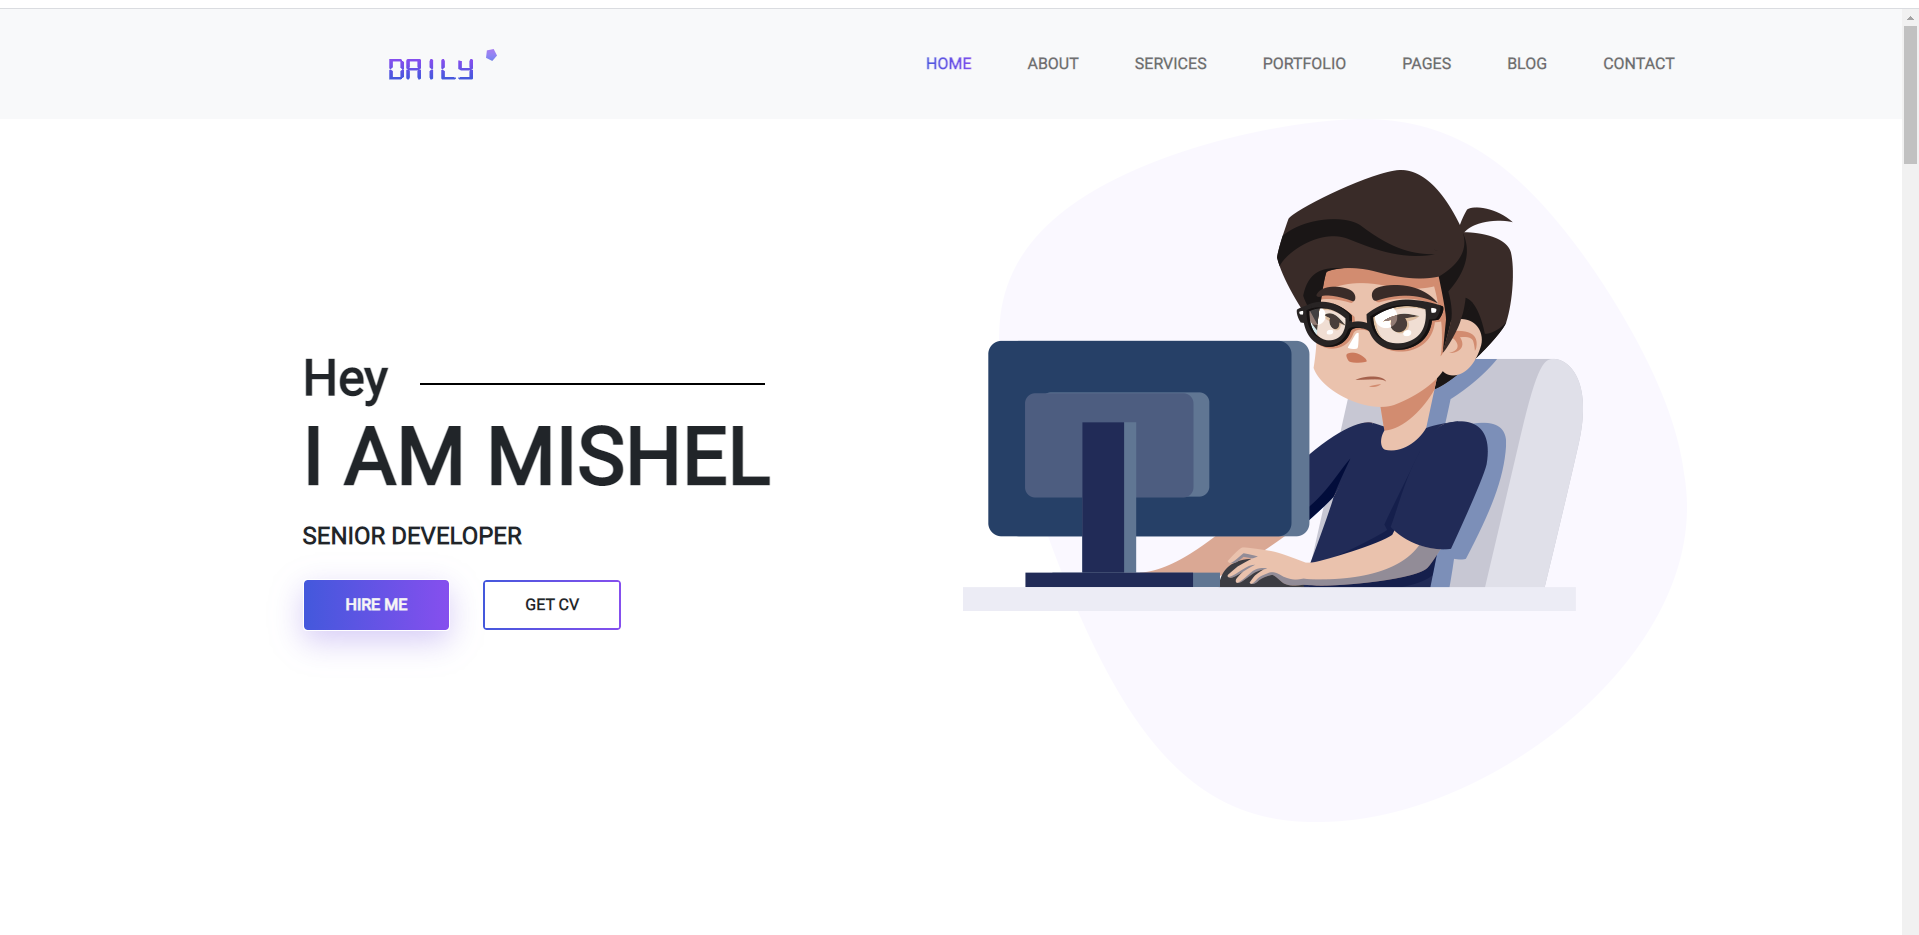 DAILY
HOME ABOUT SERVICES PORTFOLIO PAGES BLOG CONTACT
Hey
I AM MISHEL
SENIOR DEVELOPER
HIRE ME GET CV